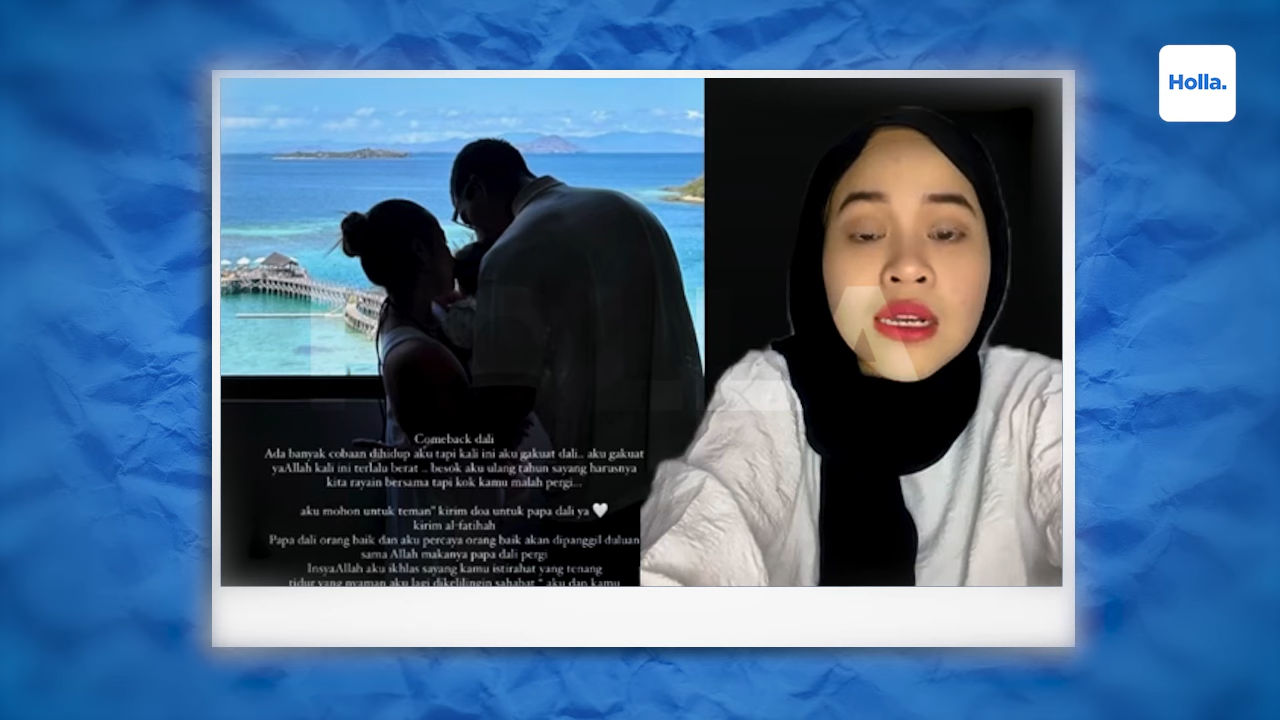 Holla.
Comeback dali
Ada banyak cobaan dihidup aku tapi kali ini aku gakuat dali.. aku gakuat
yaAllah kali ini terlalu berat .. besok aku ulang tahun sayang harusnya
kita rayain bersama tapi kok kamu malah pergi...
aku mohon untuk teman" kirim doa untuk papa dali ya 🤍
kirim al-fatihah
Papa dali orang baik dan aku percaya orang baik akan dipanggil duluan
sama Allah makanya papa dali pergi
InsyaAllah aku ikhlas sayang kamu istirahat yang tenang
tidur yang nyaman aku lagi dikelilingin sahabat " aku dan kamu